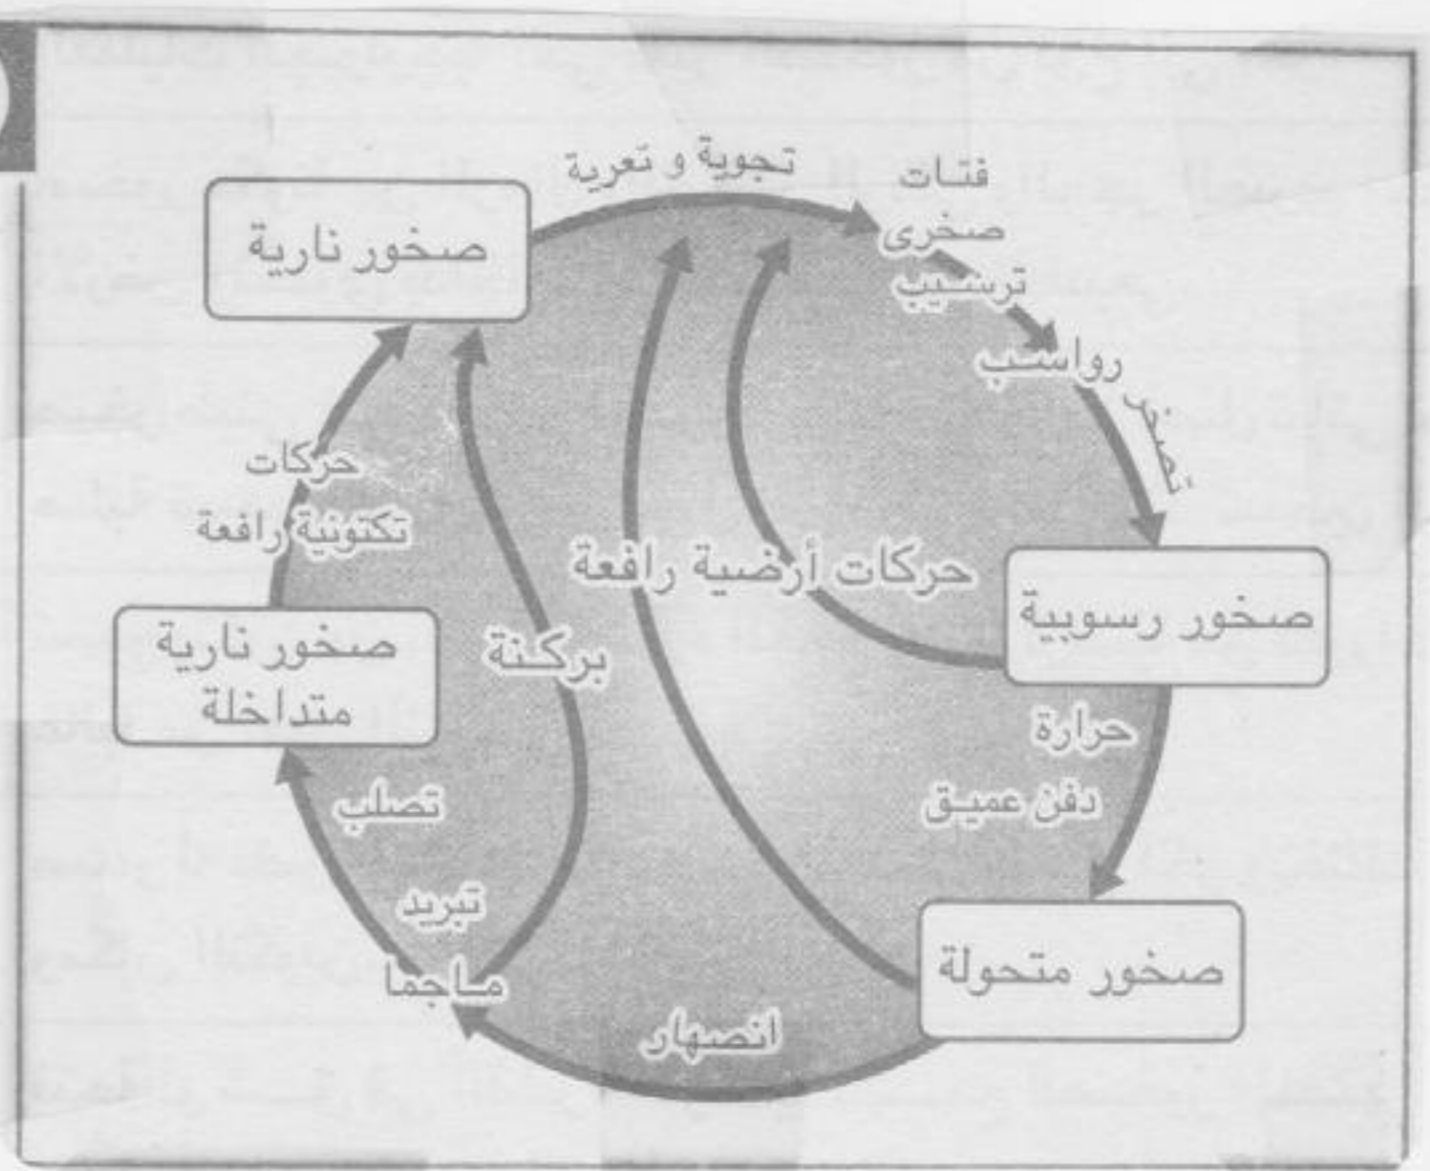 تجوية و تعرية
فتات
صخرى
ترسيب
رواسب
تصخر
صخور نارية
حركات
تكتونية رافعة
حركات أرضية رافعة
صخور رسوبية
صخور نارية
متداخلة
بركنة
حرارة
دفن عميق
تصلب
تبريد
ماجما
صخور متحولة
انصهار